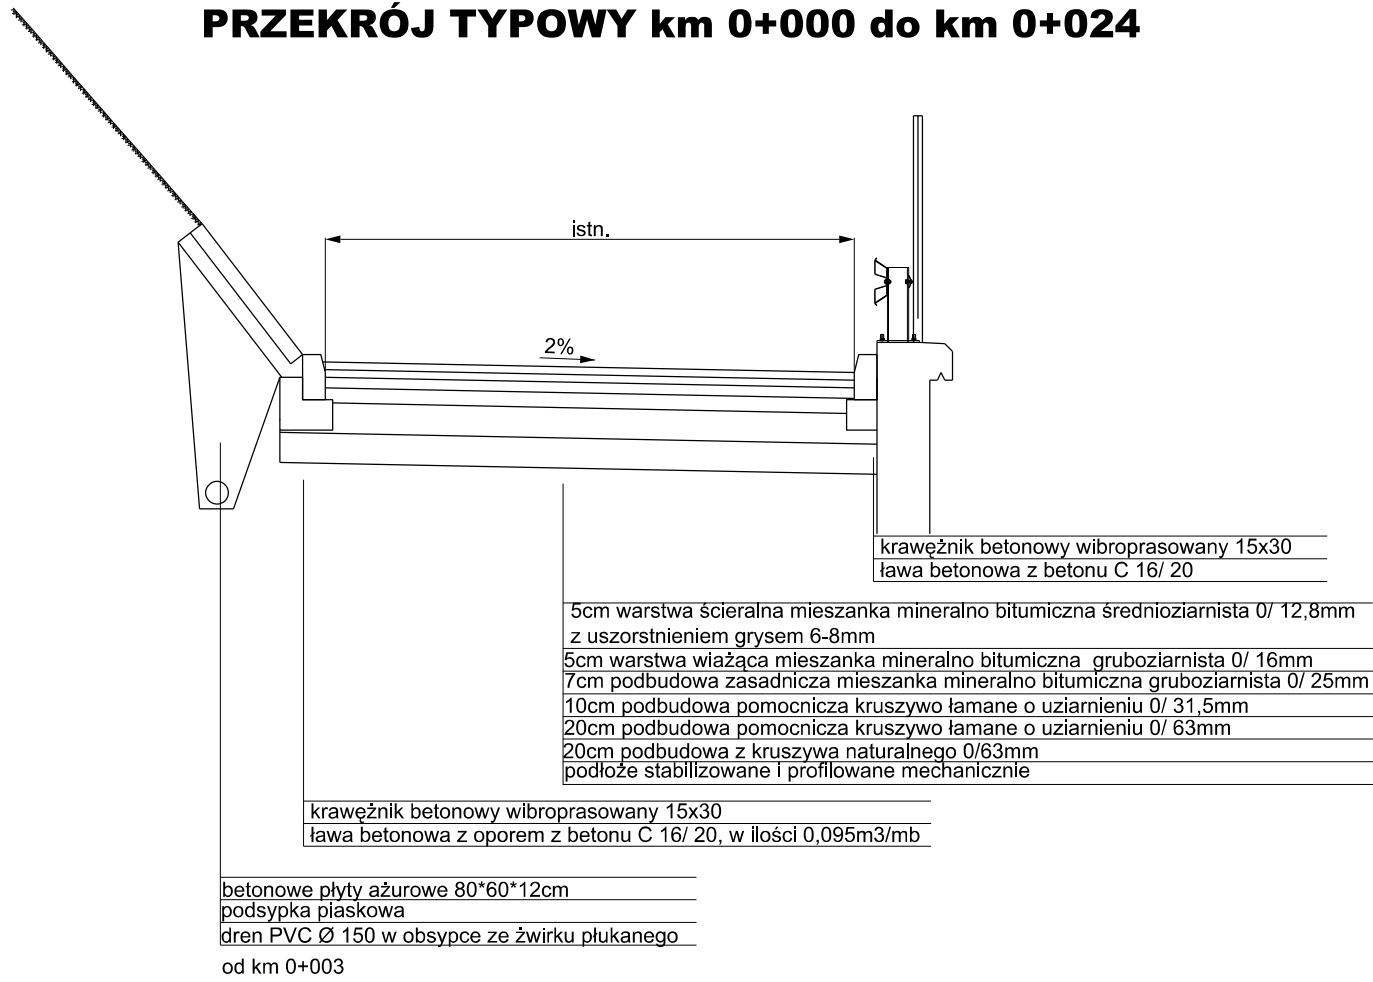 PRZEKRÓJ TYPOWY km 0+000 do km 0+024
istn.
2%
krawężnik betonowy wibroprasowany 15x30
ława betonowa z betonu C 16/ 20
5cm warstwa ścieralna mieszanka mineralno bitumiczna średnioziarnista 0/ 12,8mm
z uszorstnieniem grysem 6-8mm
5cm warstwa wiażąca mieszanka mineralno bitumiczna gruboziarnista 0/ 16mm
7cm podbudowa zasadnicza mieszanka mineralno bitumiczna gruboziarnista 0/ 25mm
10cm podbudowa pomocnicza kruszywo łamane o uziarnieniu 0/ 31,5mm
20cm podbudowa pomocnicza kruszywo łamane o uziarnieniu 0/ 63mm
20cm podbudowa z kruszywa naturalnego 0/63mm
podłoże stabilizowane i profilowane mechanicznie
krawężnik betonowy wibroprasowany 15x30
ława betonowa z oporem z betonu C 16/ 20, w ilości 0,095m3/mb
betonowe płyty ażurowe 80*60*12cm
podsypka piaskowa
dren PVC Ø 150 w obsypce ze żwirku płukanego
od km 0+003